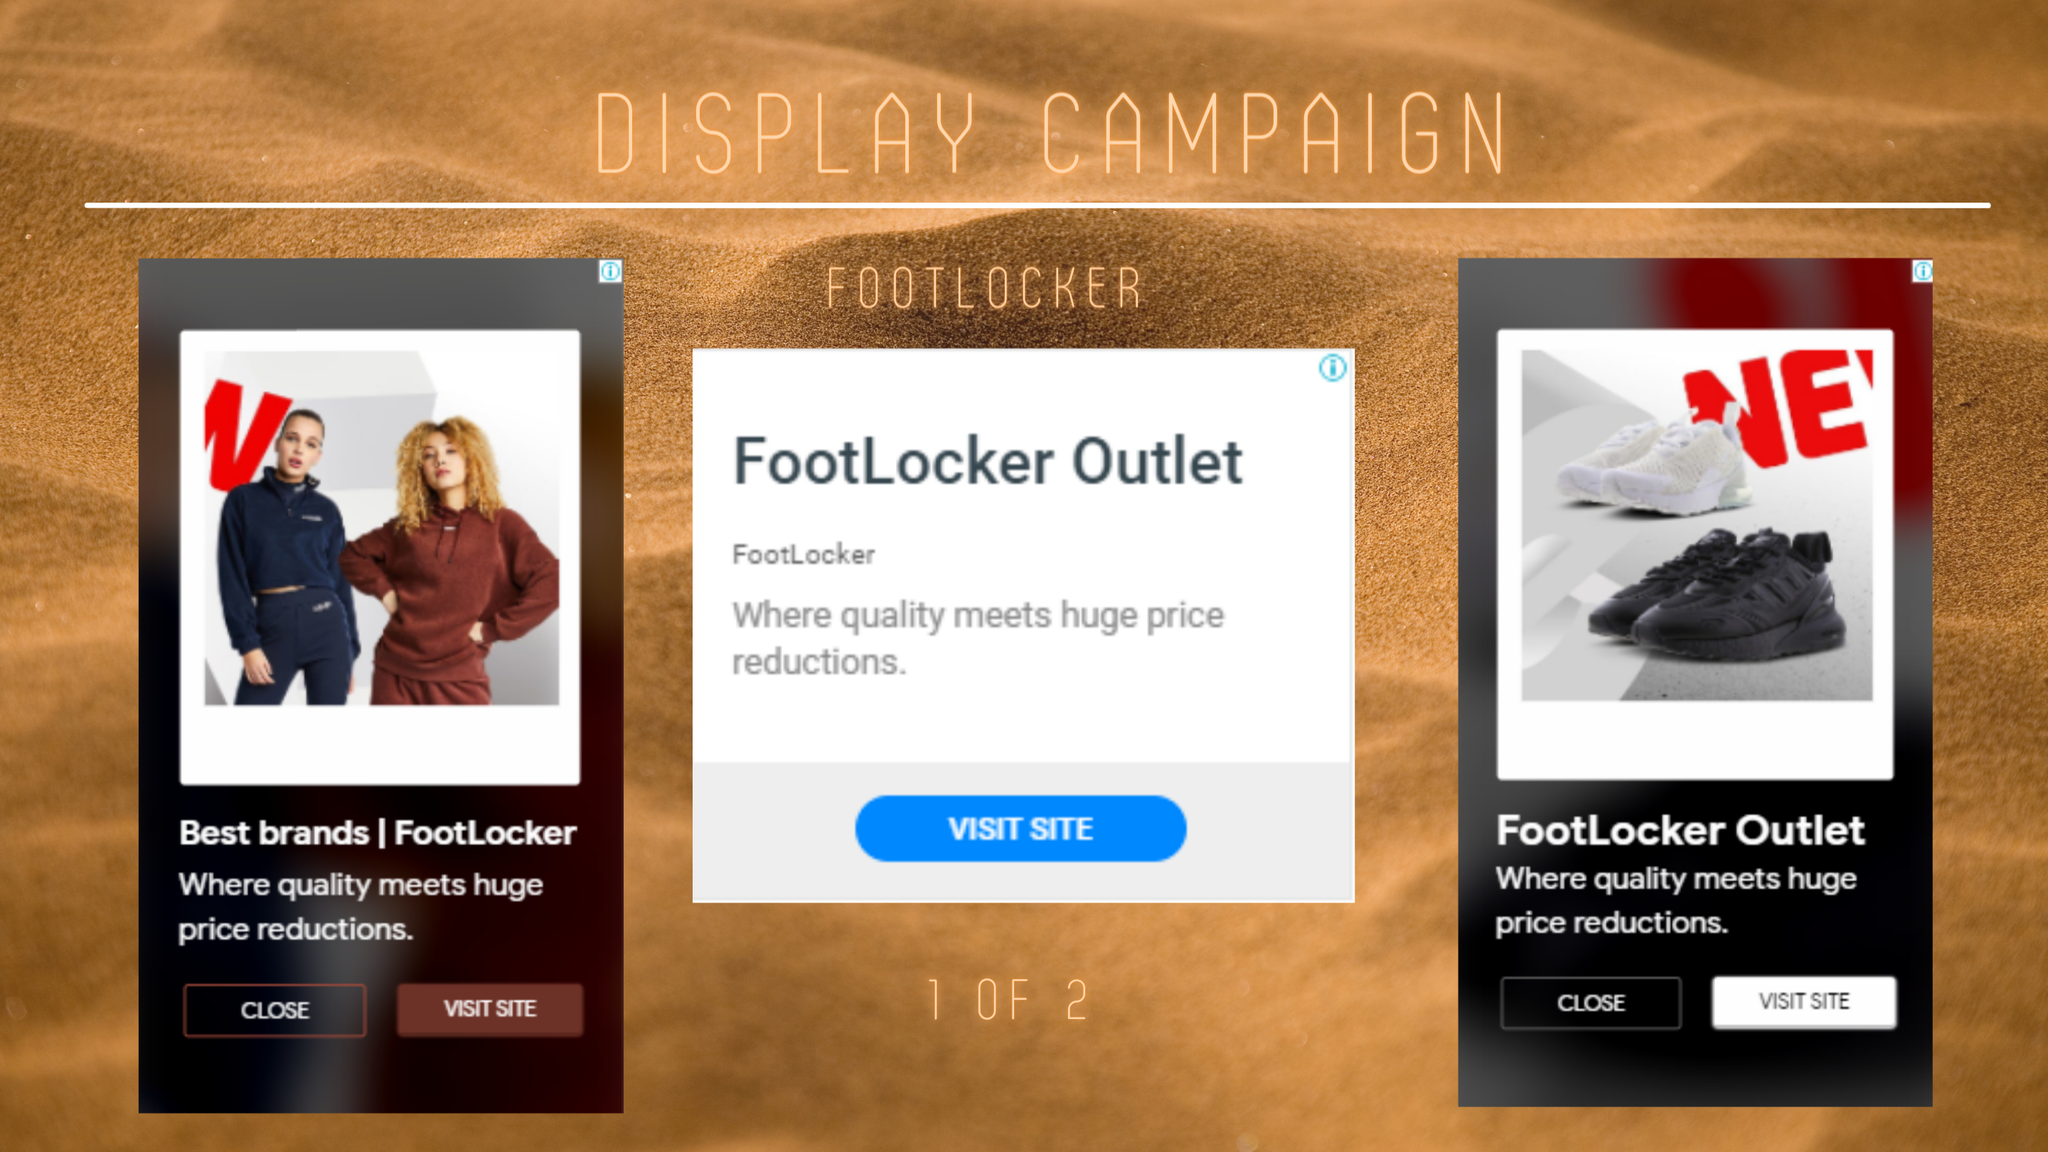 DISPLAY CAMPAIGN
FOOTLOCKER
W
Best brands | FootLocker
Where quality meets huge
price reductions.
CLOSE
VISIT SITE
FootLocker Outlet
FootLocker
Where quality meets huge price
reductions.
VISIT SITE
1 OF 2
NEW
FootLocker Outlet
Where quality meets huge
price reductions.
CLOSE
VISIT SITE